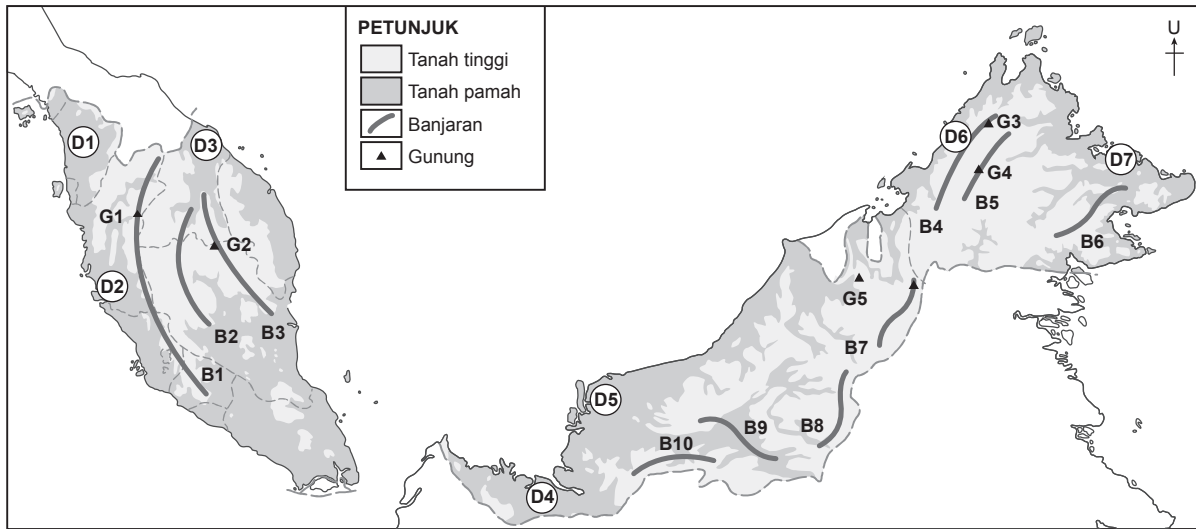 PETUNJUK
Tanah tinggi
Tanah pamah
Banjaran
Gunung
U
D1
D3
G1
G2
D2
B2
B3
B1
D6
G3
G4
D7
B5
B4
B6
G5
B7
D5
B9
B8
B10
D4